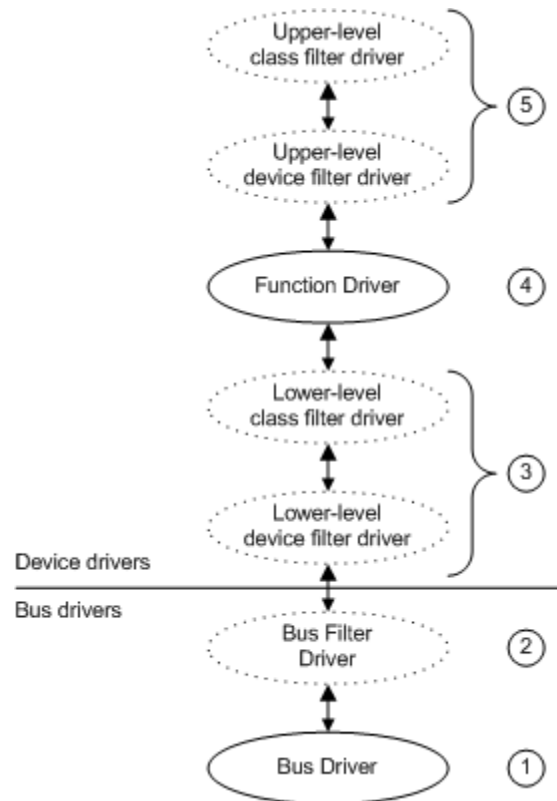 Upper-level
class filter driver
5
Upper-level
device filter driver
Function Driver
4
Lower-level
class filter driver
3
Lower-level
device filter driver
Device drivers
Bus drivers
Bus Filter
Driver
2
Bus Driver
1